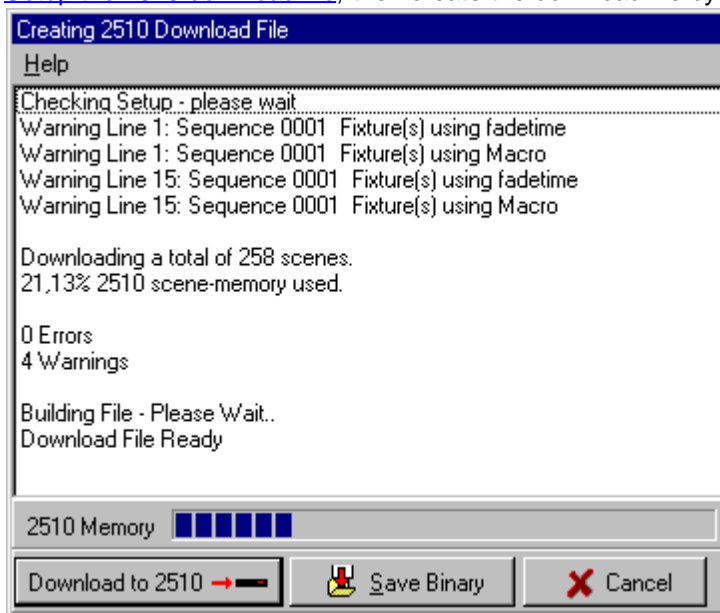 Creating 2510 Download File
Help
Checking Setup - please wait
Warning Line 1: Sequence 0001 Fixture(s) using fadetime
Warning Line 1: Sequence 0001 Fixture(s) using Macro
Warning Line 15: Sequence 0001 Fixture(s) using fadetime
Warning Line 15: Sequence 0001 Fixture(s) using Macro
Downloading a total of 258 scenes.
21,13% 2510 scene-memory used.
0 Errors
4 Warnings
Building File - Please Wait..
Download File Ready
2510 Memory
Download to 2510
Save Binary
Cancel